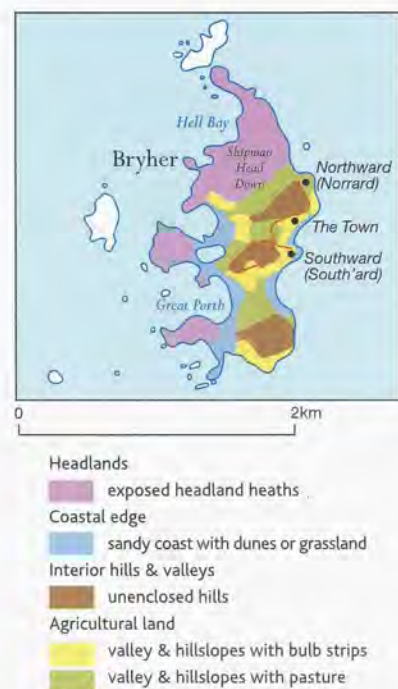 Hell Bay
Bryher
Shipman
Head
Down
Northward
(Norrard)
The Town
Southward
(South'ard)
Great Porth
0
2km
Headlands
exposed headland heaths
Coastal edge
sandy coast with dunes or grassland
Interior hills & valleys
unenclosed hills
Agricultural land
valley & hillslopes with bulb strips
valley & hillslopes with pasture